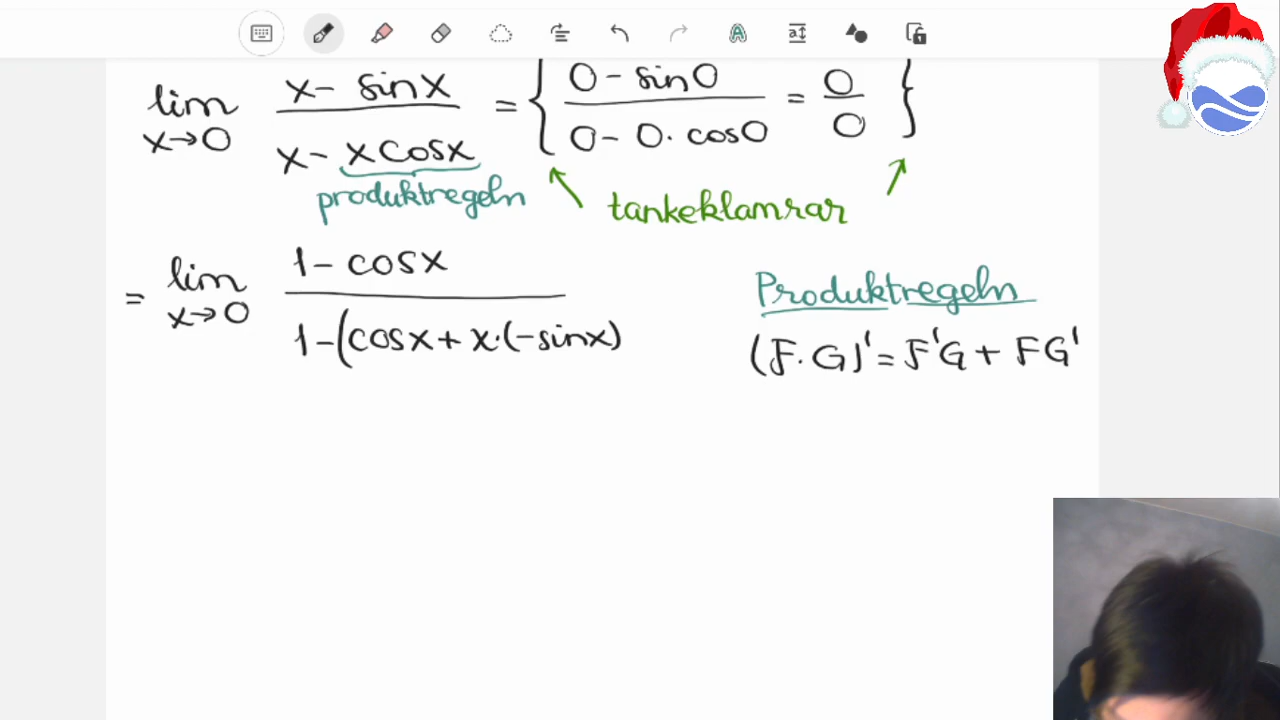 lim x→0 (x - sinx)/(x - xcosx) = { (0 - sin0)/(0 - 0·cos0) = 0/0 }
produktregeln
tankeklamrar
= lim x→0 (1 - cosx)/(1-(cosx + x·(-sinx))
Produktregeln
(F·G)' = F'G + FG'